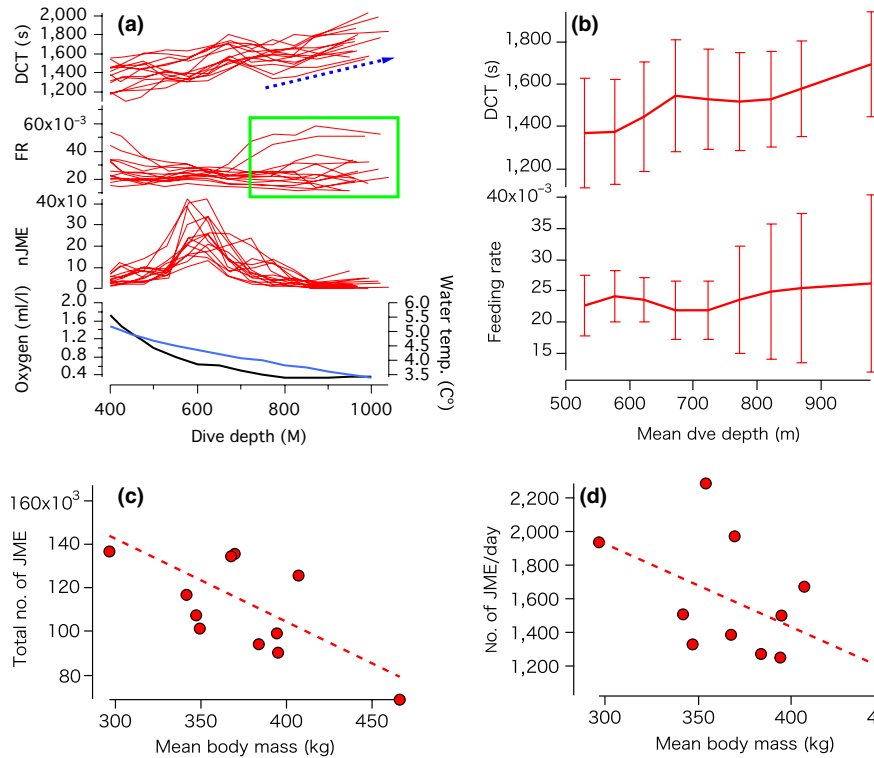 (a)
2,000
1,800
1,600
1,400
1,200
DCT (s)
60x10⁻³
40
20
FR
40x10
30
20
10
0
nJME
2.0
1.6
1.2
0.8
0.4
Oxygen (ml/l)
6.0
5.5
5.0
4.5
4.0
3.5
Water temp. (C°)
400
600
800
1000
Dive depth (M)
(b)
1,800
1,600
1,400
1,200
DCT (s)
40x10⁻³
35
30
25
20
15
Feeding rate
500
600
700
800
900
Mean dve depth (m)
(c)
160x10³
140
120
100
80
Total no. of JME
300
350
400
450
Mean body mass (kg)
(d)
2,200
2,000
1,800
1,600
1,400
1,200
No. of JME/day
300
350
400
Mean body mass (kg)